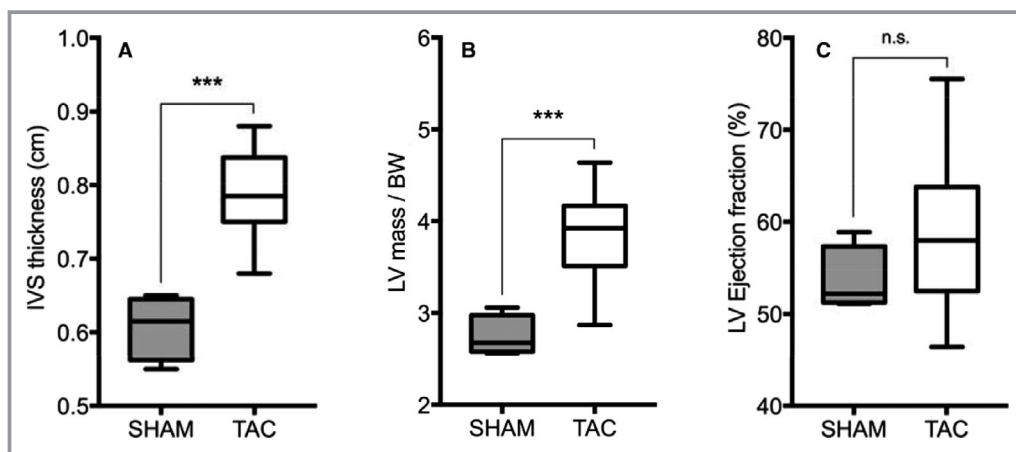 A
IVS thickness (cm)
1.0
0.9
0.8
0.7
0.6
0.5
***
SHAM TAC
B
LV mass / BW
6
5
4
3
2
***
SHAM TAC
C
LV Ejection fraction (%)
80
70
60
50
40
n.s.
SHAM TAC